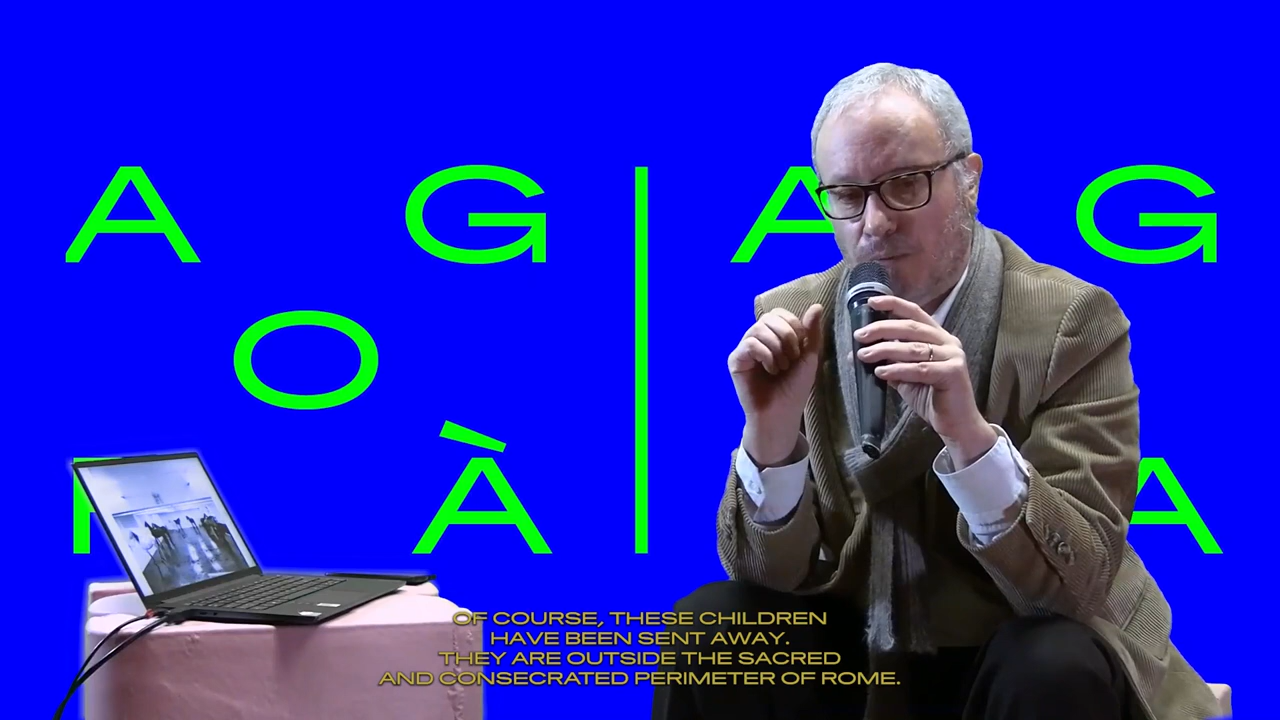 A G | A G
O
À A
OF COURSE, THESE CHILDREN
HAVE BEEN SENT AWAY.
THEY ARE OUTSIDE THE SACRED
AND CONSECRATED PERIMETER OF ROME.